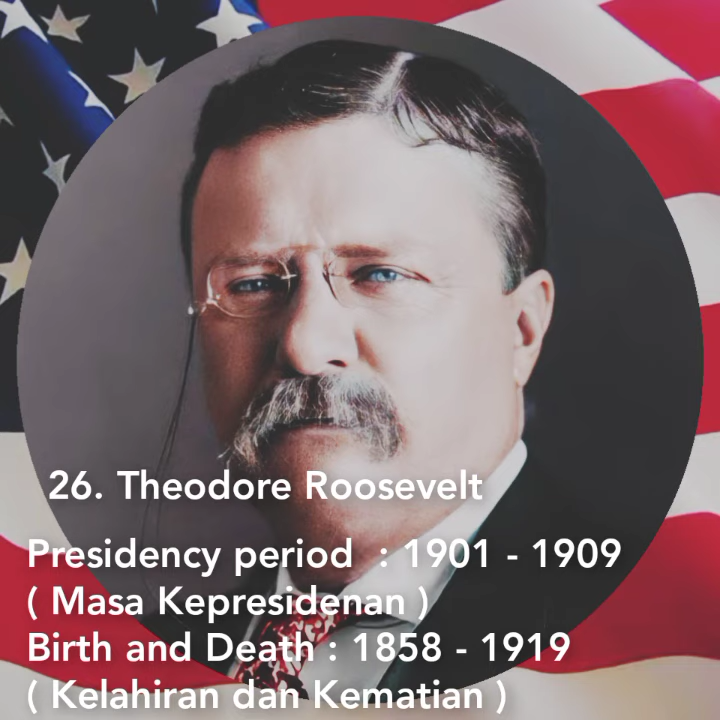 26. Theodore Roosevelt
Presidency period : 1901 - 1909
( Masa Kepresidenan )
Birth and Death : 1858 - 1919
( Kelahiran dan Kematian )